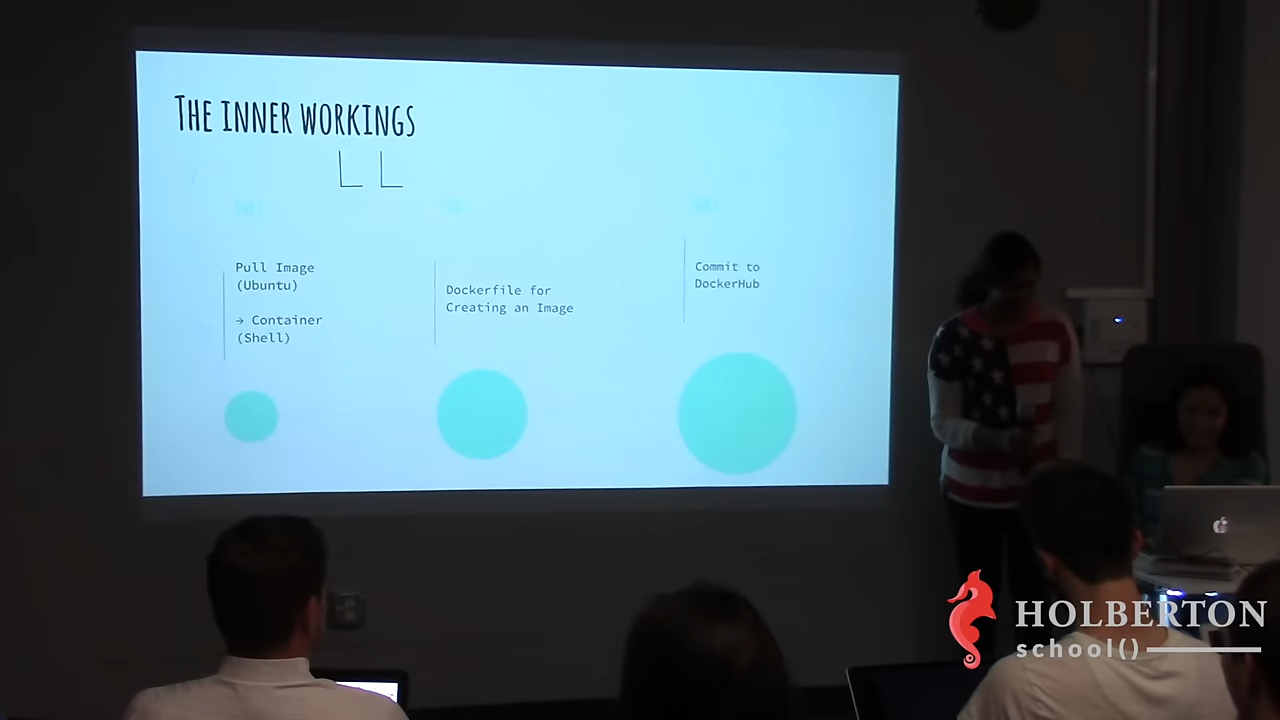 THE INNER WORKINGS
Pull Image
(Ubuntu)
→ Container
(Shell)
Dockerfile for
Creating an Image
Commit to
DockerHub
HOLBERTON
school()